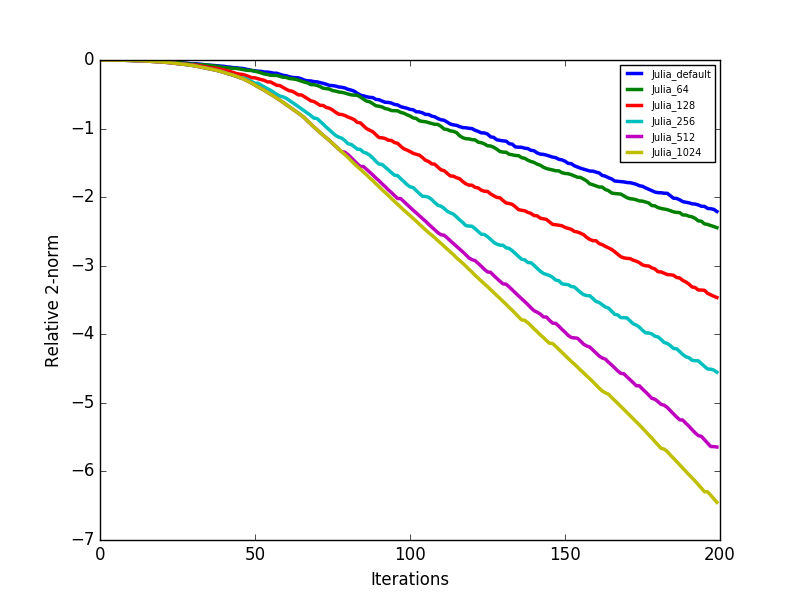 0
−1
−2
−3
−4
−5
−6
−7
Relative 2-norm
0 50 100 150 200
Iterations
Julia_default
Julia_64
Julia_128
Julia_256
Julia_512
Julia_1024